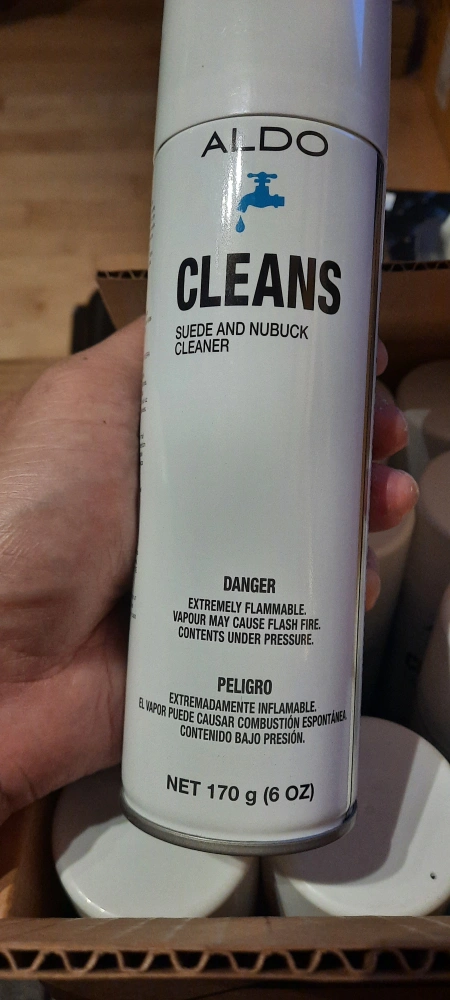 ALDO
CLEANS
SUEDE AND NUBUCK
CLEANER
DANGER
EXTREMELY FLAMMABLE.
VAPOUR MAY CAUSE FLASH FIRE.
CONTENTS UNDER PRESSURE.
PELIGRO
EXTREMADAMENTE INFLAMABLE.
EL VAPOR PUEDE CAUSAR COMBUSTIÓN ESPONTÁNEA.
CONTENIDO BAJO PRESIÓN.
NET 170 g (6 OZ)